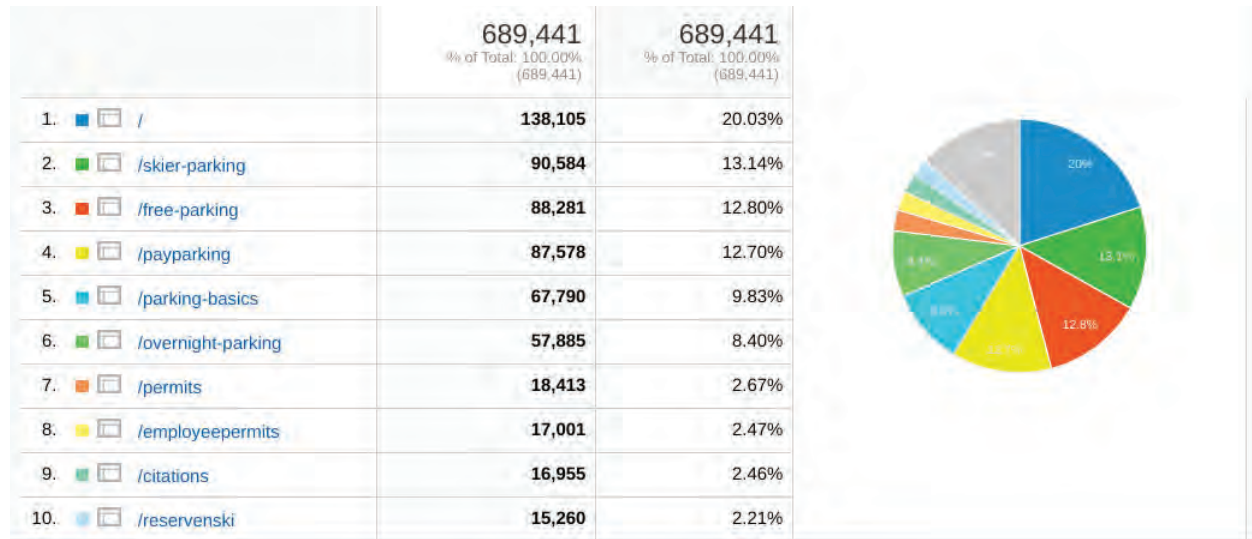 689,441 689,441
% of Total: 100.00% % of Total: 100.00%
(689,441) (689,441)
1. / 138,105 20.03%
2. /skier-parking 90,584 13.14%
3. /free-parking 88,281 12.80%
4. /payparking 87,578 12.70%
5. /parking-basics 67,790 9.83%
6. /overnight-parking 57,885 8.40%
7. /permits 18,413 2.67%
8. /employeepermits 17,001 2.47%
9. /citations 16,955 2.46%
10. /reservenski 15,260 2.21%
20%
13.1%
12.8%
8.4%